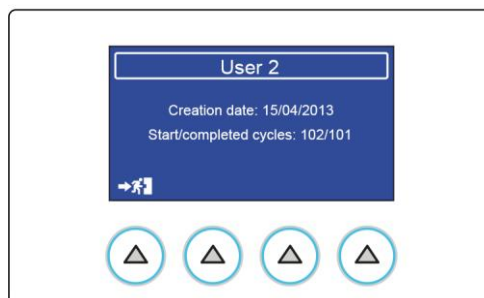 User 2
Creation date: 15/04/2013
Start/completed cycles: 102/101